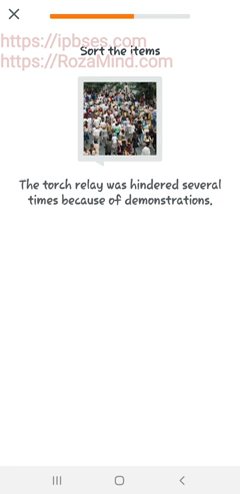 https://ipbses.com
Sort the items
https://RozaMind.com
The torch relay was hindered several
times because of demonstrations.